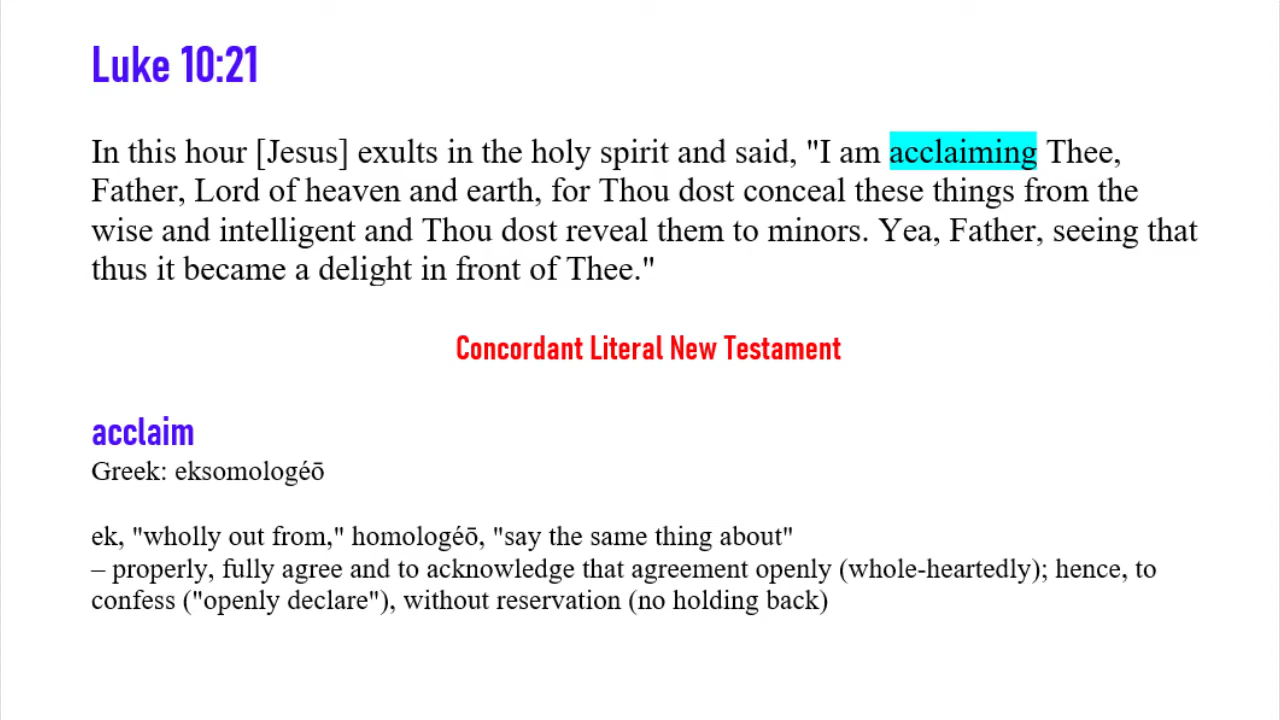 Luke 10:21
In this hour [Jesus] exults in the holy spirit and said, "I am acclaiming Thee,
Father, Lord of heaven and earth, for Thou dost conceal these things from the
wise and intelligent and Thou dost reveal them to minors. Yea, Father, seeing that
thus it became a delight in front of Thee."
Concordant Literal New Testament
acclaim
Greek: eksomologéō
ek, "wholly out from," homologéō, "say the same thing about"
– properly, fully agree and to acknowledge that agreement openly (whole-heartedly); hence, to
confess ("openly declare"), without reservation (no holding back)